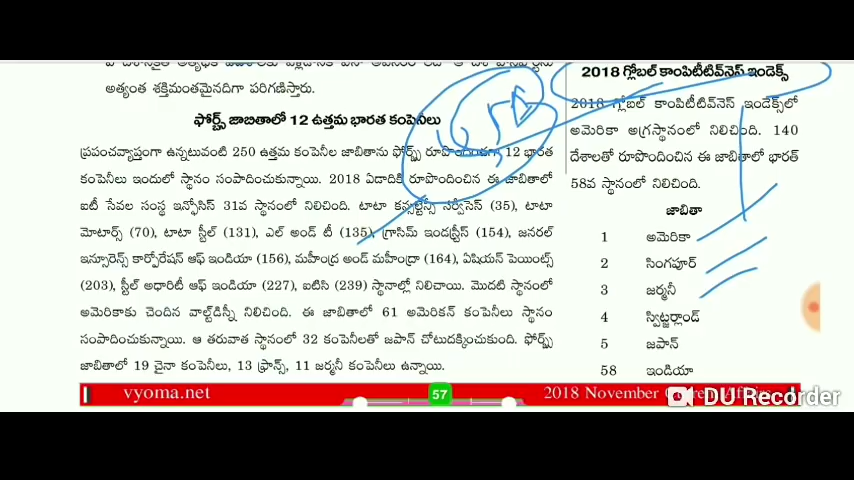 అత్యంత శక్తిమంతమైనదిగా పరిగణిస్తారు.
ఫోర్బ్స్ జాబితాలో 12 ఉత్తమ భారత కంపెనీలు
ప్రపంచవ్యాప్తంగా ఉన్నటువంటి 250 ఉత్తమ కంపెనీల జాబితాను ఫోర్బ్స్ రూపొందించగా 12 భారత
కంపెనీలు ఇందులో స్థానం సంపాదించుకున్నాయి. 2018 ఏడాదికి రూపొందించిన ఈ జాబితాలో
ఐటీ సేవల సంస్థ ఇన్ఫోసిస్ 31వ స్థానంలో నిలిచింది. టాటా కన్సల్టెన్సీ సర్వీసెస్ (35), టాటా
మోటార్స్ (70), టాటా స్టీల్ (131), ఎల్ అండ్ టీ (135), గ్రాసిమ్ ఇండస్ట్రీస్ (154), జనరల్
ఇన్సూరెన్స్ కార్పోరేషన్ ఆఫ్ ఇండియా (156), మహీంద్ర అండ్ మహీంద్రా (164), ఏషియన్ పెయింట్స్
(203), స్టీల్ అథారిటీ ఆఫ్ ఇండియా (227), ఐటిసి (239) స్థానాల్లో నిలిచాయి. మొదటి స్థానంలో
అమెరికాకు చెందిన వాల్ట్‌డిస్నీ నిలిచింది. ఈ జాబితాలో 61 అమెరికన్ కంపెనీలు స్థానం
సంపాదించుకున్నాయి. ఆ తరువాత స్థానంలో 32 కంపెనీలతో జపాన్ చోటుదక్కించుకుంది. ఫోర్బ్స్
జాబితాలో 19 చైనా కంపెనీలు, 13 ఫ్రాన్స్, 11 జర్మనీ కంపెనీలు ఉన్నాయి.
2018 గ్లోబల్ కాంపిటీటివ్‌నెస్ ఇండెక్స్
2018 గ్లోబల్ కాంపిటీటివ్‌నెస్ ఇండెక్స్‌లో
అమెరికా అగ్రస్థానంలో నిలిచింది. 140
దేశాలతో రూపొందించిన ఈ జాబితాలో భారత్
58వ స్థానంలో నిలిచింది.
జాబితా
1 అమెరికా
2 సింగపూర్
3 జర్మనీ
4 స్విట్జర్లాండ్
5 జపాన్
58 ఇండియా
vyoma.net 57 2018 November Current Affairs
DU Recorder